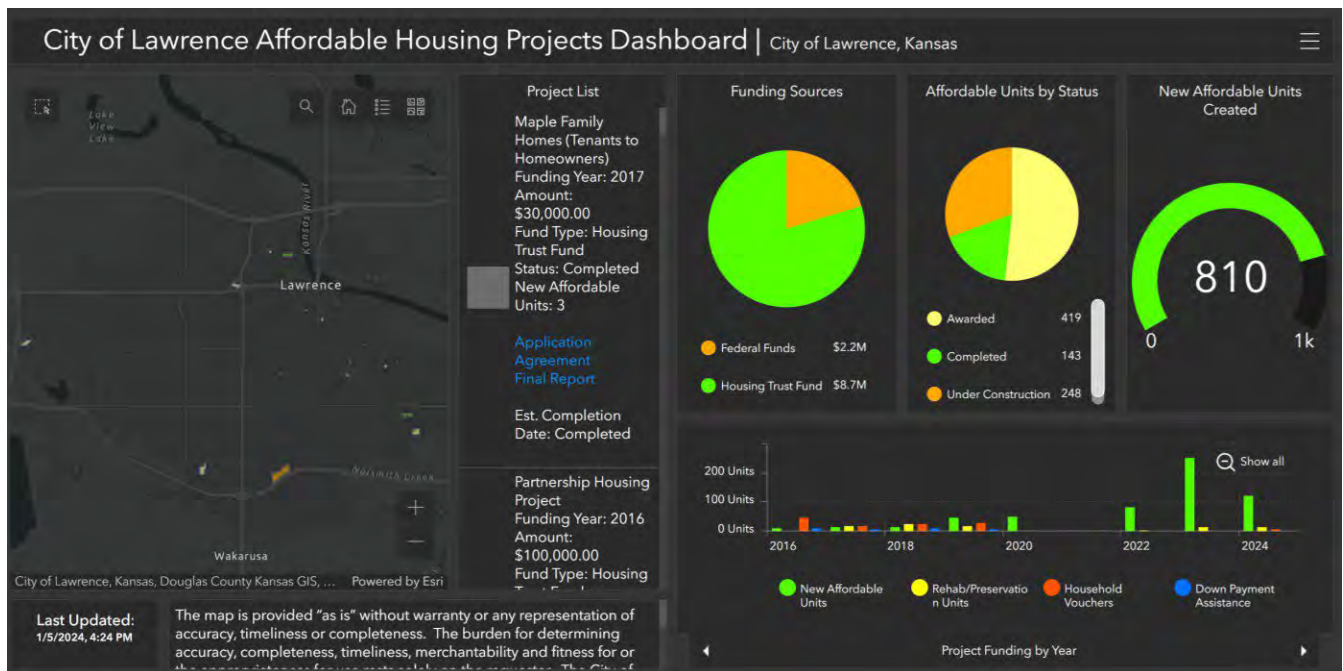 City of Lawrence Affordable Housing Projects Dashboard | City of Lawrence, Kansas
Lake
View
Lake
Kansas River
Lawrence
Wakarusa
City of Lawrence, Kansas, Douglas County Kansas GIS, ...
Powered by Esri
Project List
Maple Family
Homes (Tenants to
Homeowners)
Funding Year: 2017
Amount:
$30,000.00
Fund Type: Housing
Trust Fund
Status: Completed
New Affordable
Units: 3
Application
Agreement
Final Report
Est. Completion
Date: Completed
Partnership Housing
Project
Funding Year: 2016
Amount:
$100,000.00
Fund Type: Housing
Funding Sources
Federal Funds $2.2M
Housing Trust Fund $8.7M
Affordable Units by Status
Awarded 419
Completed 143
Under Construction 248
New Affordable Units
Created
810
0
1k
200 Units
100 Units
0 Units
Show all
2016 2018 2020 2022 2024
New Affordable
Units
Rehab/Preservatio
n Units
Household
Vouchers
Down Payment
Assistance
Project Funding by Year
Last Updated:
1/5/2024, 4:24 PM
The map is provided "as is" without warranty or any representation of
accuracy, timeliness or completeness. The burden for determining
accuracy, completeness, timeliness, merchantability and fitness for or